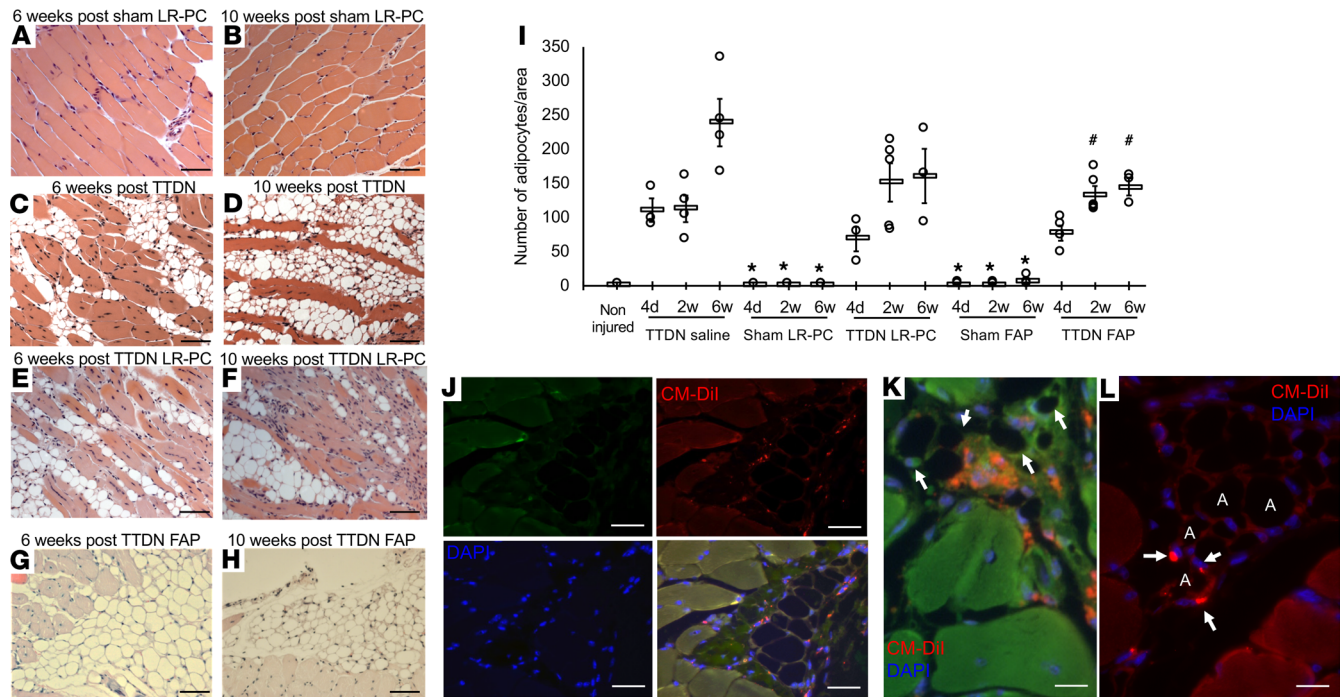 6 weeks post sham LR-PC
10 weeks post sham LR-PC
A
B
6 weeks post TTDN
10 weeks post TTDN
C
D
6 weeks post TTDN LR-PC
10 weeks post TTDN LR-PC
E
F
6 weeks post TTDN FAP
10 weeks post TTDN FAP
G
H
I
Number of adipocytes/area
350
300
250
200
150
100
50
0
* * * * * * # #
Non
injured
4d 2w 6w 4d 2w 6w 4d 2w 6w 4d 2w 6w 4d 2w 6w
TTDN saline Sham LR-PC TTDN LR-PC Sham FAP TTDN FAP
J
CM-Dil
DAPI
K
CM-Dil
DAPI
L
CM-Dil
DAPI
A A
A
A